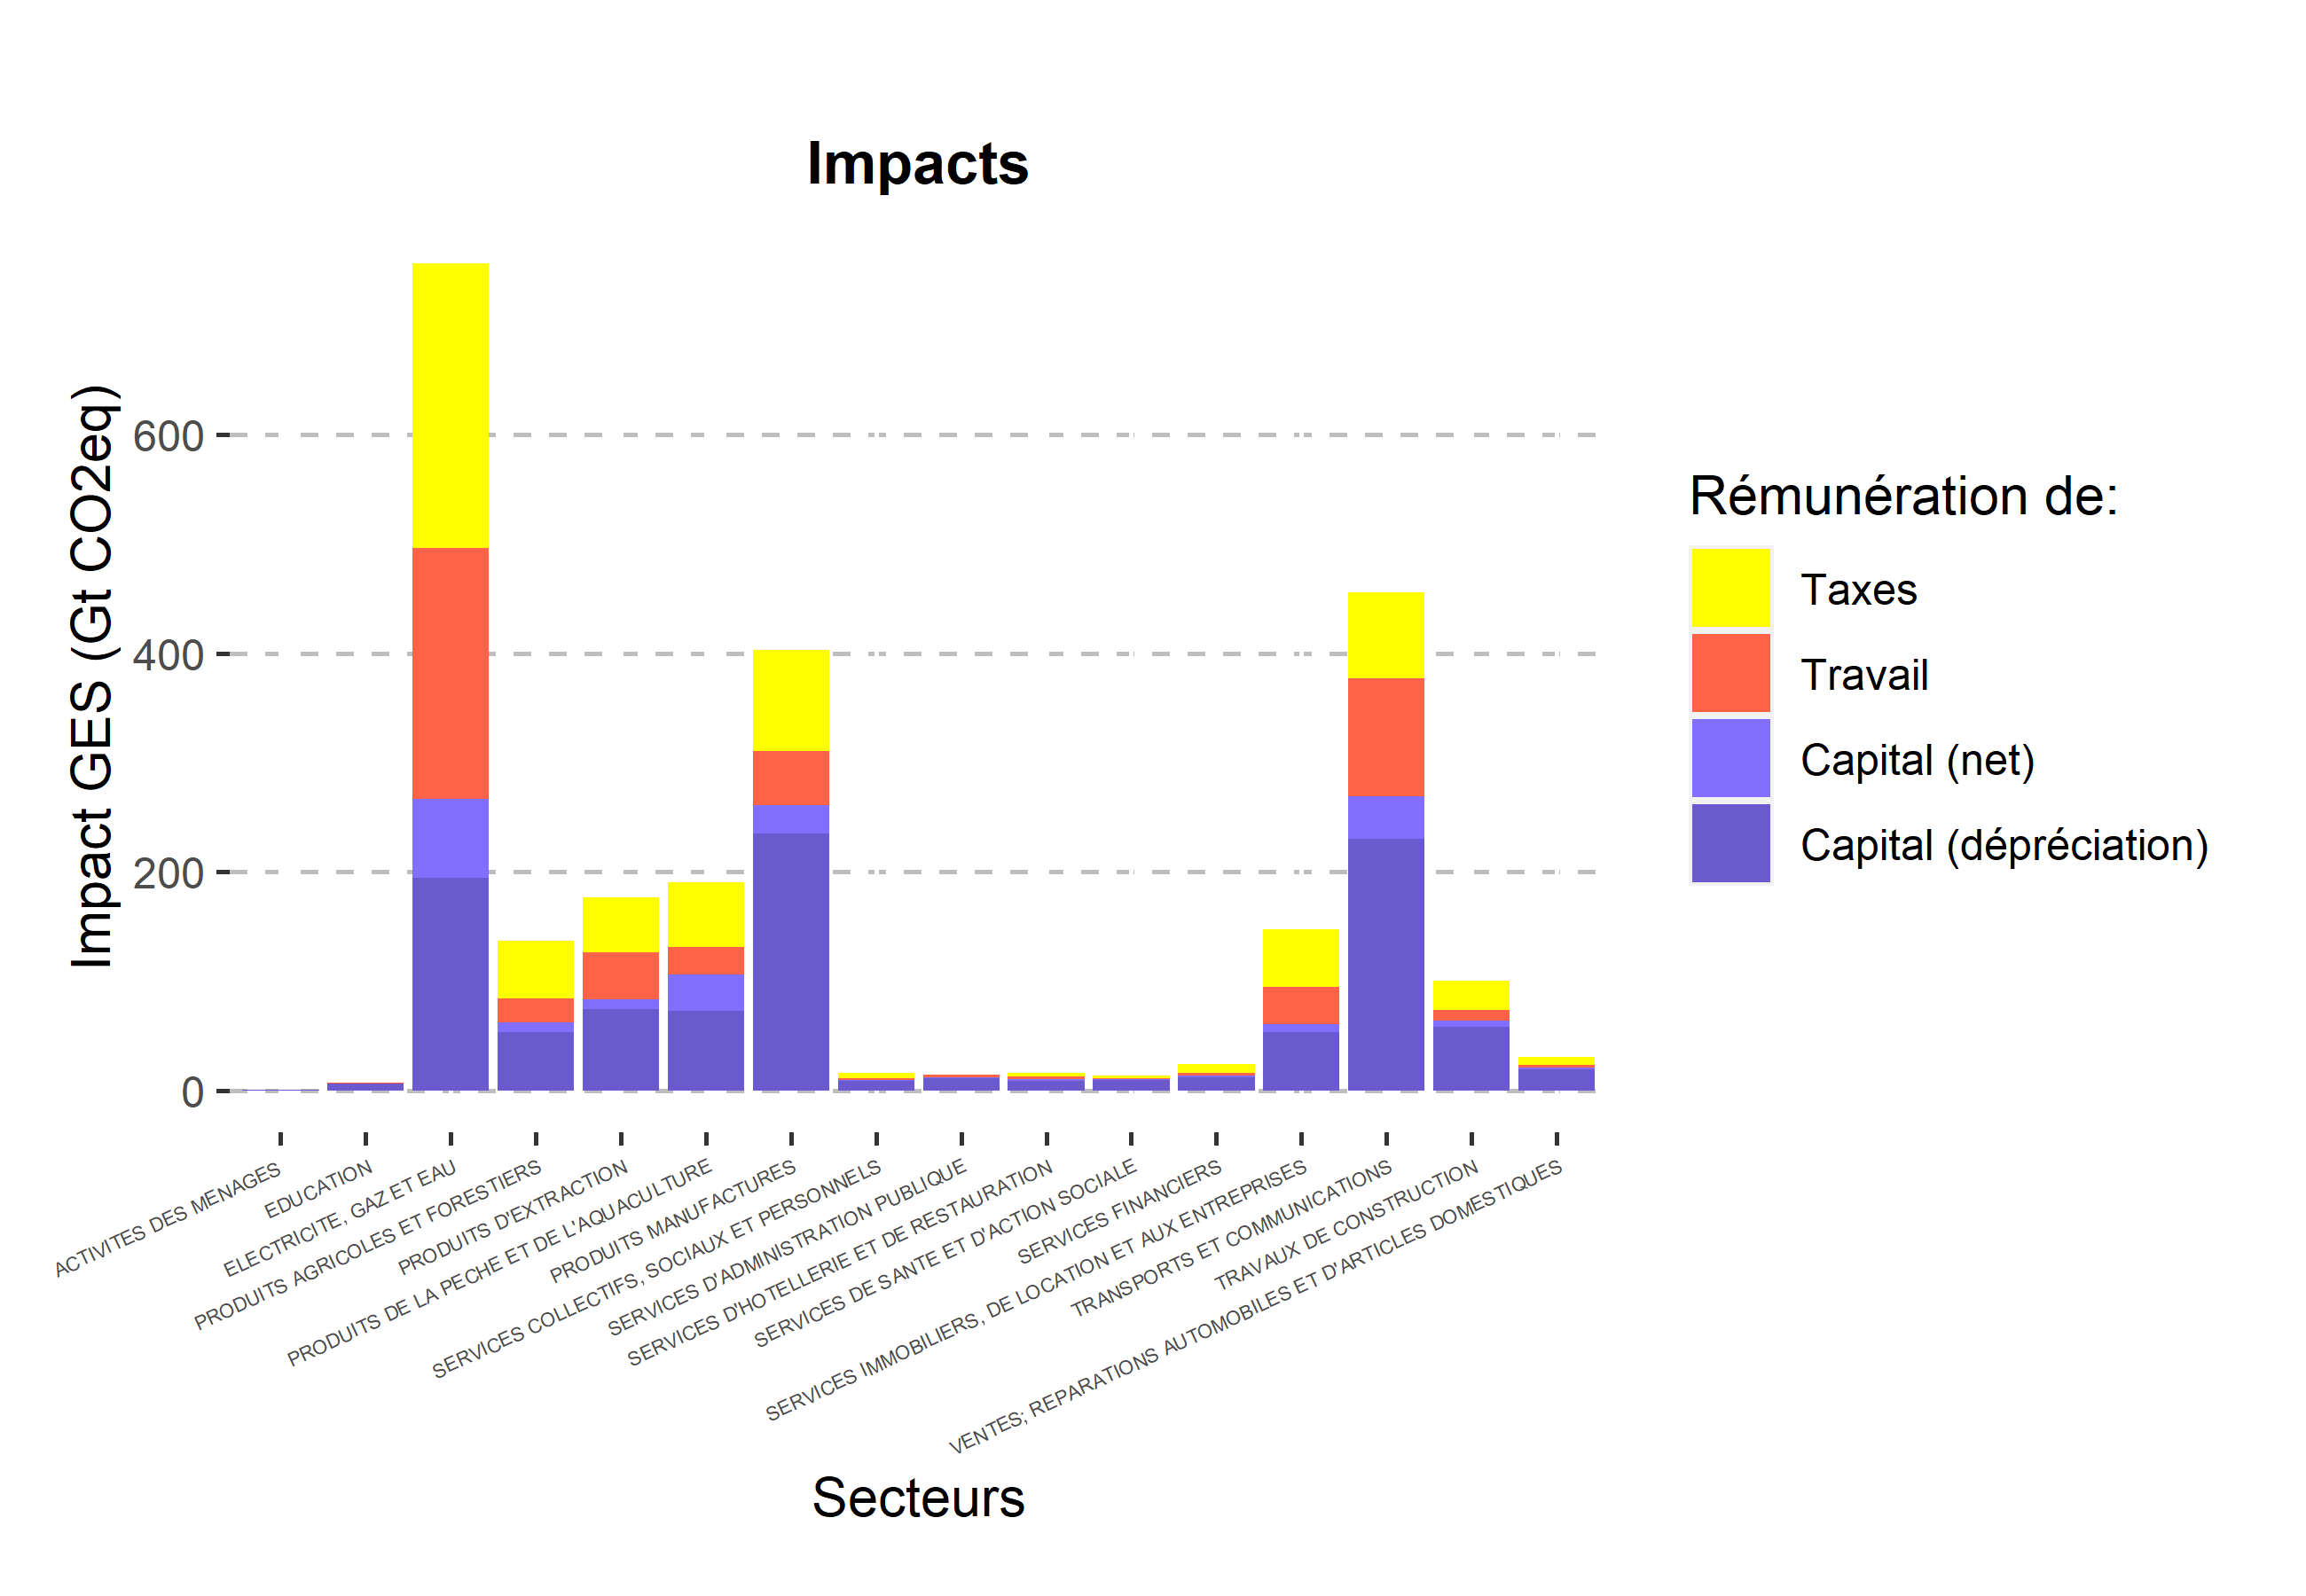 Impacts
Impact GES (Gt CO2eq)
600
400
200
0
ACTIVITES DES MENAGES
EDUCATION
ELECTRICITE, GAZ ET EAU
PRODUITS AGRICOLES ET FORESTIERS
PRODUITS D'EXTRACTION
PRODUITS DE LA PECHE ET DE L'AQUACULTURE
PRODUITS MANUFACTURES
SERVICES COLLECTIFS, SOCIAUX ET PERSONNELS
SERVICES D'ADMINISTRATION PUBLIQUE
SERVICES D'HOTELLERIE ET DE RESTAURATION
SERVICES DE SANTE ET D'ACTION SOCIALE
SERVICES FINANCIERS
SERVICES IMMOBILIERS, DE LOCATION ET AUX ENTREPRISES
TRANSPORTS ET COMMUNICATIONS
TRAVAUX DE CONSTRUCTION
VENTES; REPARATIONS AUTOMOBILES ET D'ARTICLES DOMESTIQUES
Secteurs
Rémunération de:
Taxes
Travail
Capital (net)
Capital (dépréciation)